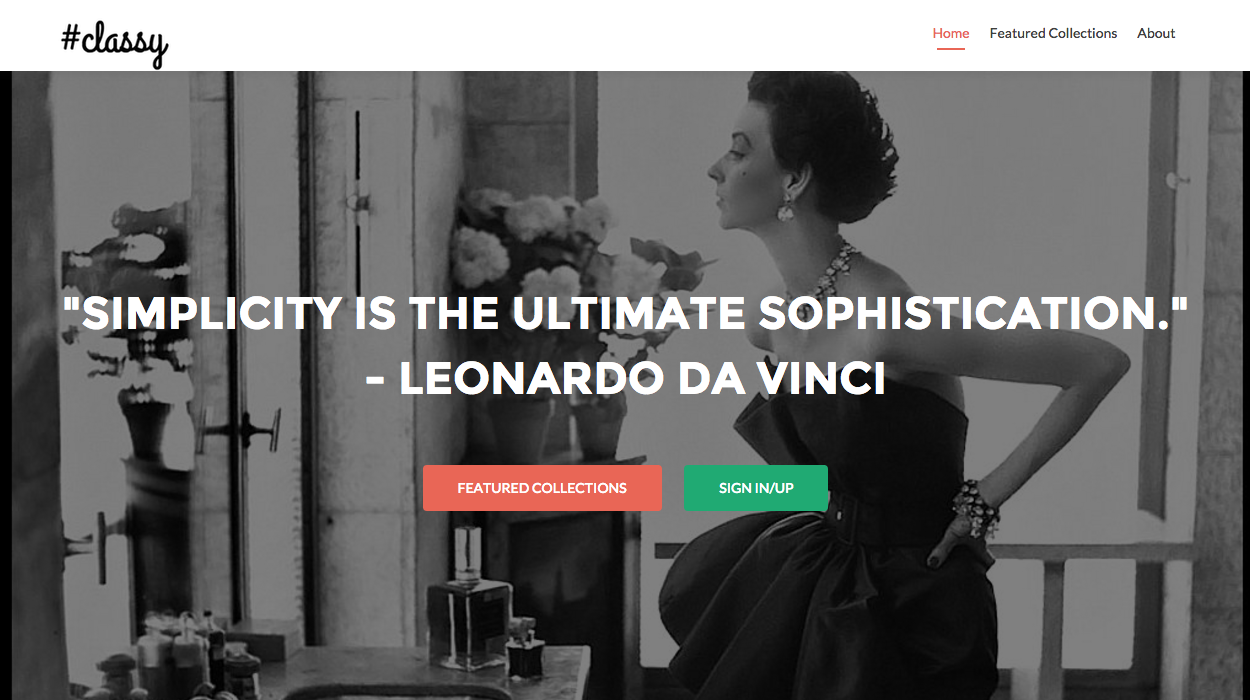 #classy
Home Featured Collections About
"SIMPLICITY IS THE ULTIMATE SOPHISTICATION."
- LEONARDO DA VINCI
FEATURED COLLECTIONS SIGN IN/UP